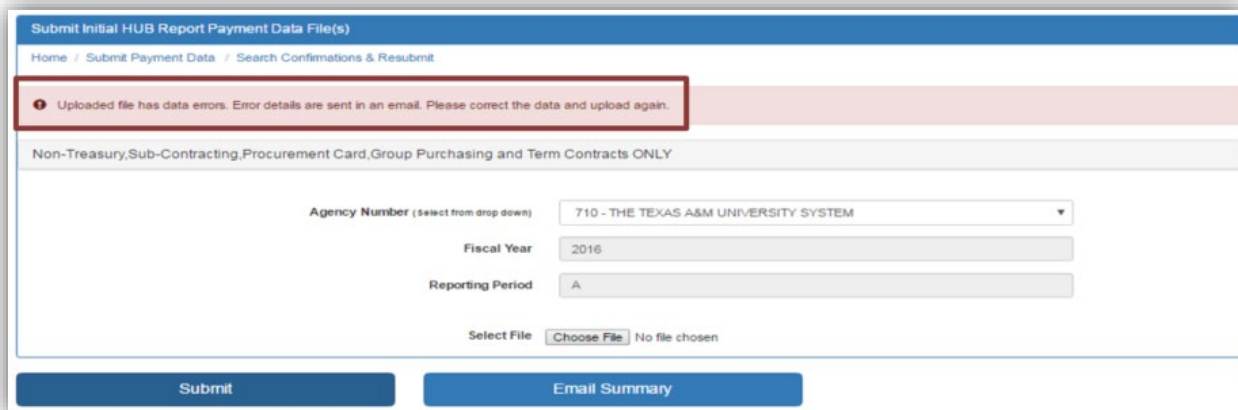 Submit Initial HUB Report Payment Data File(s)
Home / Submit Payment Data / Search Confirmations & Resubmit
Uploaded file has data errors. Error details are sent in an email. Please correct the data and upload again.
Non-Treasury,Sub-Contracting,Procurement Card,Group Purchasing and Term Contracts ONLY
Agency Number (Select from drop down) 710 - THE TEXAS A&M UNIVERSITY SYSTEM
Fiscal Year 2016
Reporting Period A
Select File Choose File No file chosen
Submit Email Summary